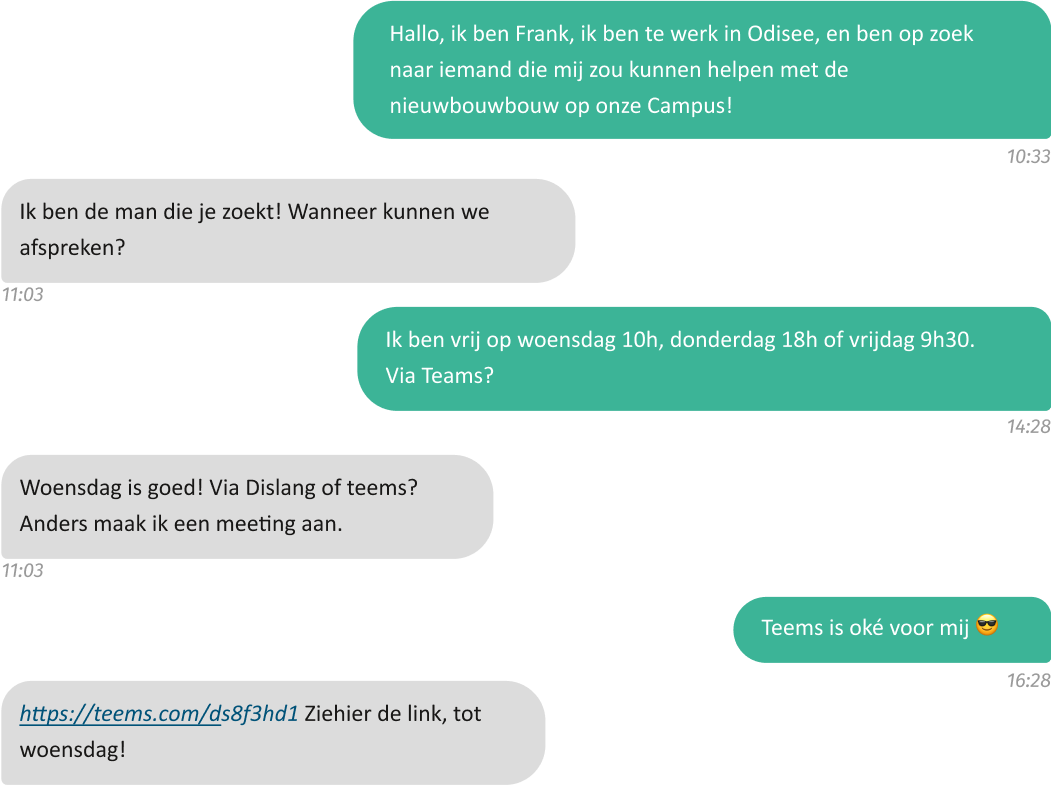 Hallo, ik ben Frank, ik ben te werk in Odisee, en ben op zoek
naar iemand die mij zou kunnen helpen met de
nieuwbouwbouw op onze Campus!
10:33
Ik ben de man die je zoekt! Wanneer kunnen we
afspreken?
11:03
Ik ben vrij op woensdag 10h, donderdag 18h of vrijdag 9h30.
Via Teams?
14:28
Woensdag is goed! Via Dislang of teems?
Anders maak ik een meeting aan.
11:03
Teems is oké voor mij 😎
16:28
https://teems.com/ds8f3hd1 Ziehier de link, tot
woensdag!